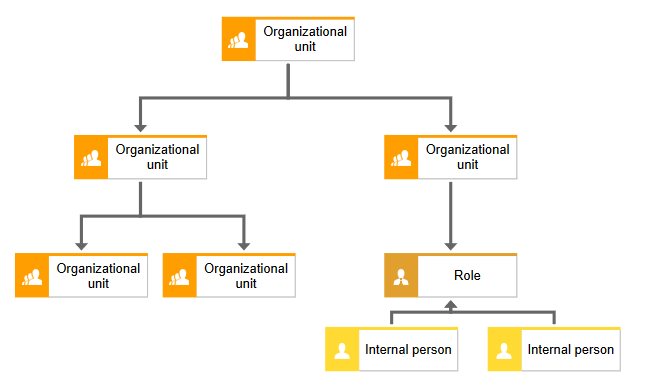 Organizational
unit
Organizational
unit
Organizational
unit
Organizational
unit
Organizational
unit
Role
Internal person
Internal person